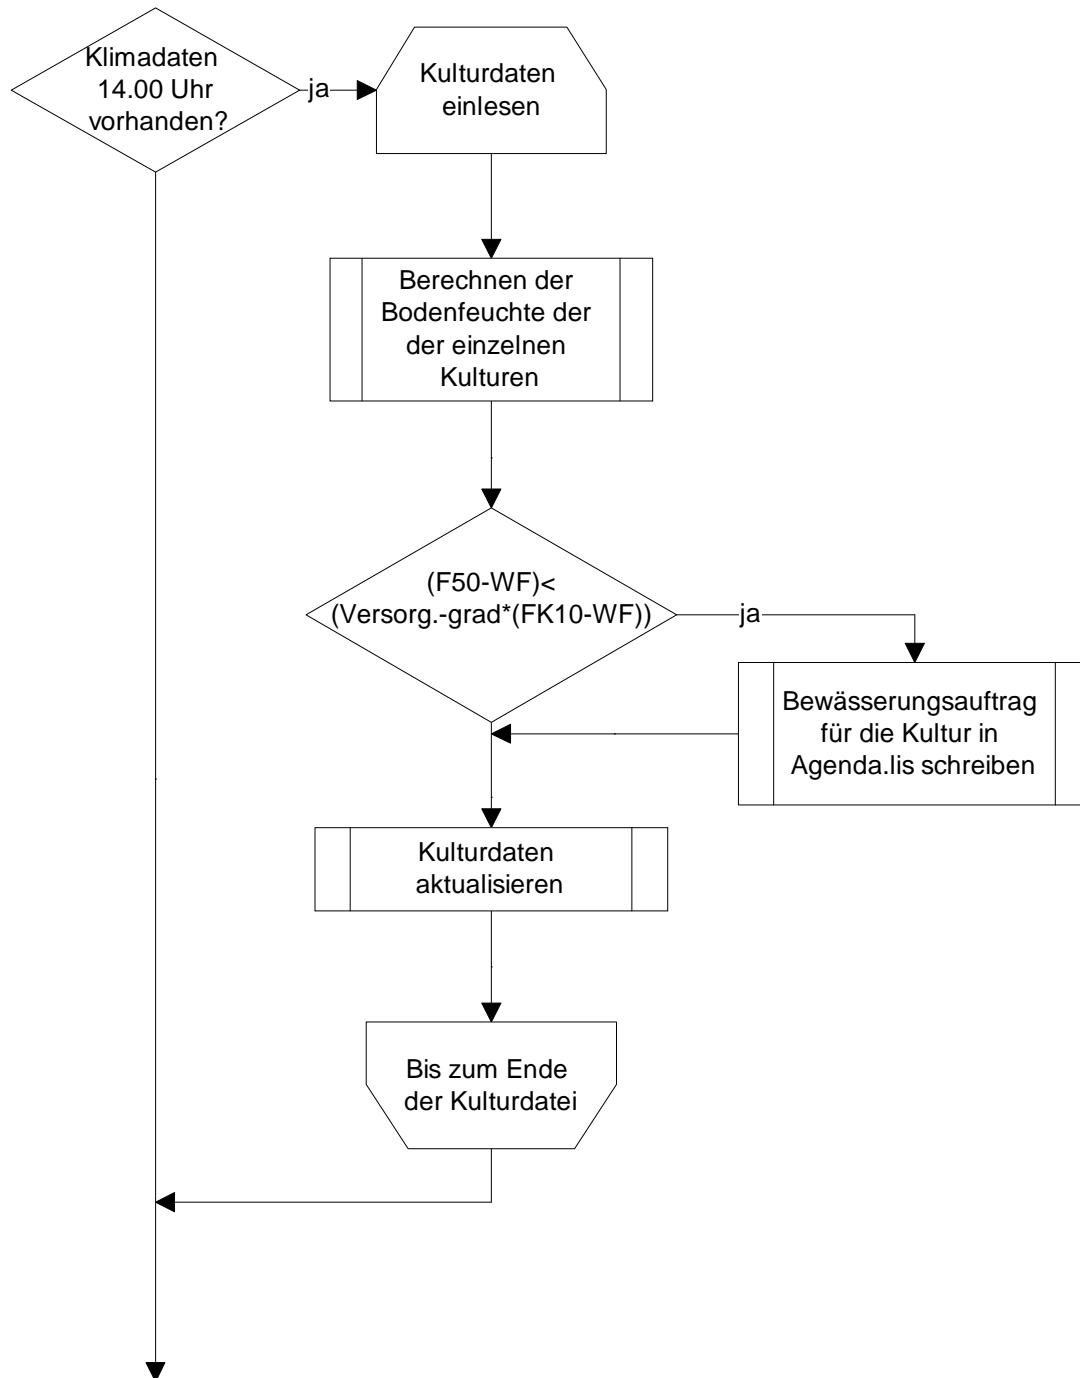 Klimadaten
14.00 Uhr
vorhanden?
ja
Kulturdaten
einlesen
Berechnen der
Bodenfeuchte der
der einzelnen
Kulturen
(F50-WF)<
(Versorg.-grad*(FK10-WF))
ja
Bewässerungsauftrag
für die Kultur in
Agenda.lis schreiben
Kulturdaten
aktualisieren
Bis zum Ende
der Kulturdatei